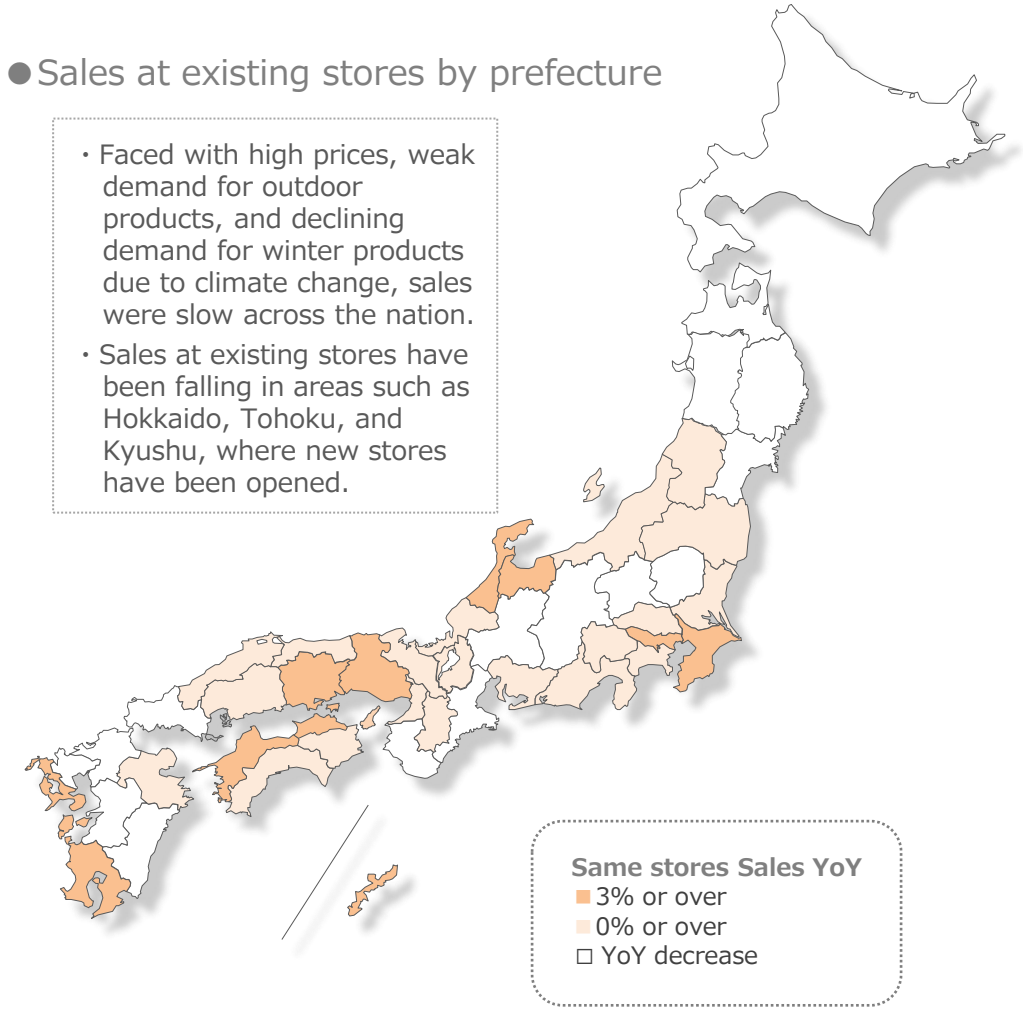 ●Sales at existing stores by prefecture
・Faced with high prices, weak
demand for outdoor
products, and declining
demand for winter products
due to climate change, sales
were slow across the nation.
・Sales at existing stores have
been falling in areas such as
Hokkaido, Tohoku, and
Kyushu, where new stores
have been opened.
Same stores Sales YoY
■3% or over
■0% or over
□ YoY decrease